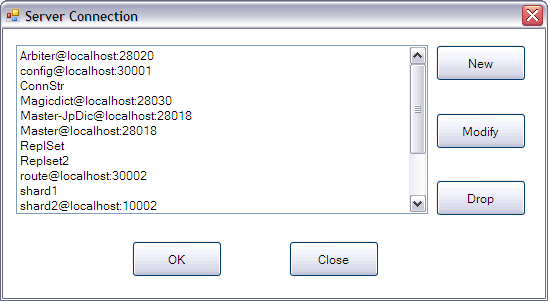 Server Connection
Arbiter@localhost:28020
config@localhost:30001
ConnStr
Magicdict@localhost:28030
Master-JpDic@localhost:28018
Master@localhost:28018
ReplSet
Replset2
route@localhost:30002
shard1
shard2@localhost:10002
New
Modify
Drop
OK
Close